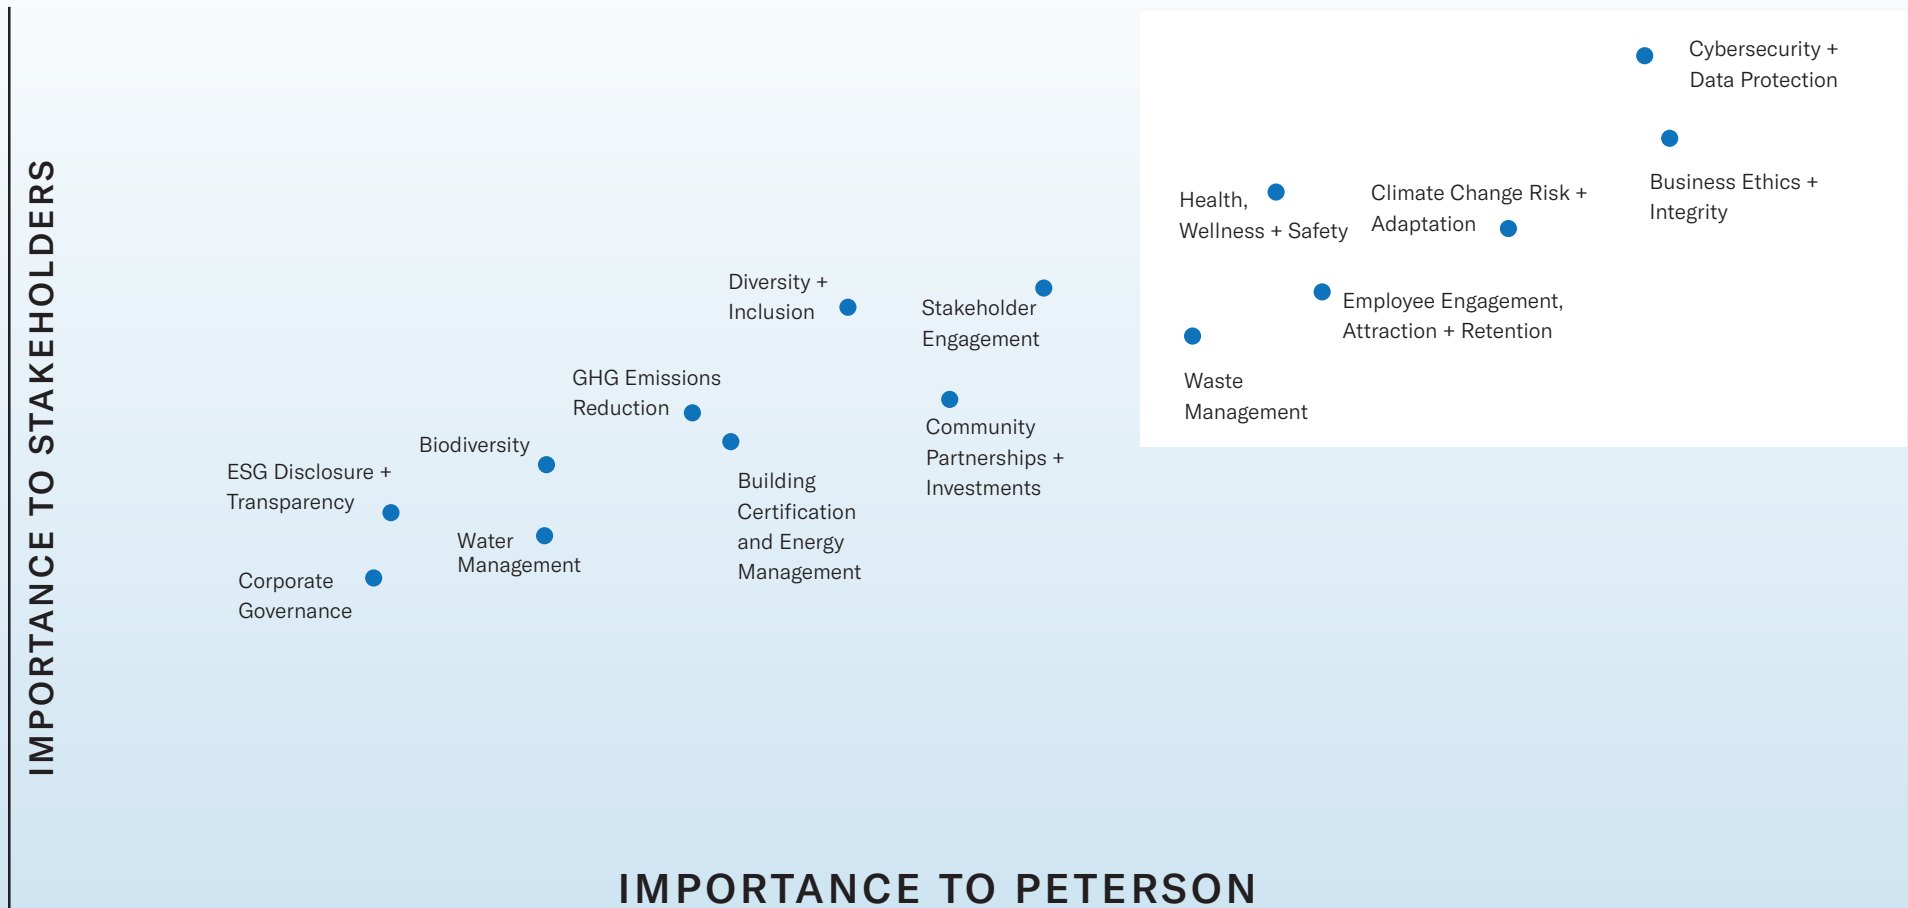 IMPORTANCE TO STAKEHOLDERS
Cybersecurity +
Data Protection
Business Ethics +
Integrity
Health,
Wellness + Safety
Climate Change Risk +
Adaptation
Employee Engagement,
Attraction + Retention
Waste
Management
Diversity +
Inclusion
Stakeholder
Engagement
GHG Emissions
Reduction
Community
Partnerships +
Investments
Biodiversity
Building
Certification
and Energy
Management
ESG Disclosure +
Transparency
Water
Management
Corporate
Governance
IMPORTANCE TO PETERSON